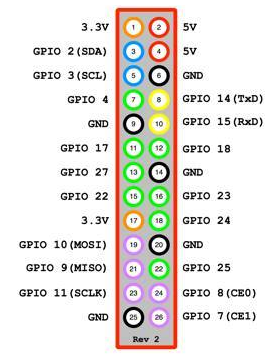 3.3V 1 2 5V
GPIO 2(SDA) 3 4 5V
GPIO 3(SCL) 5 6 GND
GPIO 4 7 8 GPIO 14(TxD)
GND 9 10 GPIO 15(RxD)
GPIO 17 11 12 GPIO 18
GPIO 27 13 14 GND
GPIO 22 15 16 GPIO 23
3.3V 17 18 GPIO 24
GPIO 10(MOSI) 19 20 GND
GPIO 9(MISO) 21 22 GPIO 25
GPIO 11(SCLK) 23 24 GPIO 8(CE0)
GND 25 26 GPIO 7(CE1)
Rev 2